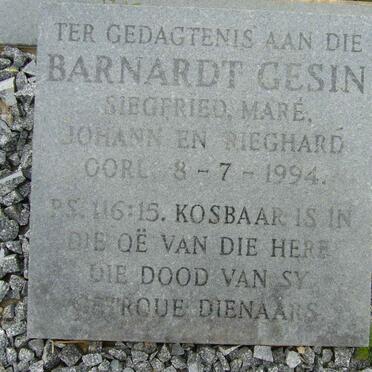 TER GEDAGTENIS AAN DIE
BARNARDT GESIN
SIEGFRIED, MARÉ,
JOHANN EN RIEGHARD
OORL. 8 - 7 - 1994.
PS. 116:15. KOSBAAR IS IN
DIE OË VAN DIE HERE
DIE DOOD VAN SY
GETROUE DIENAARS.